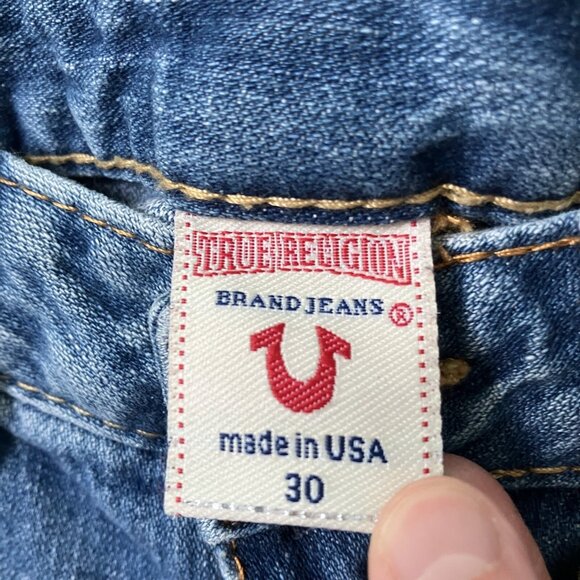 TRUE RELIGION
BRAND JEANS ®
made in USA
30